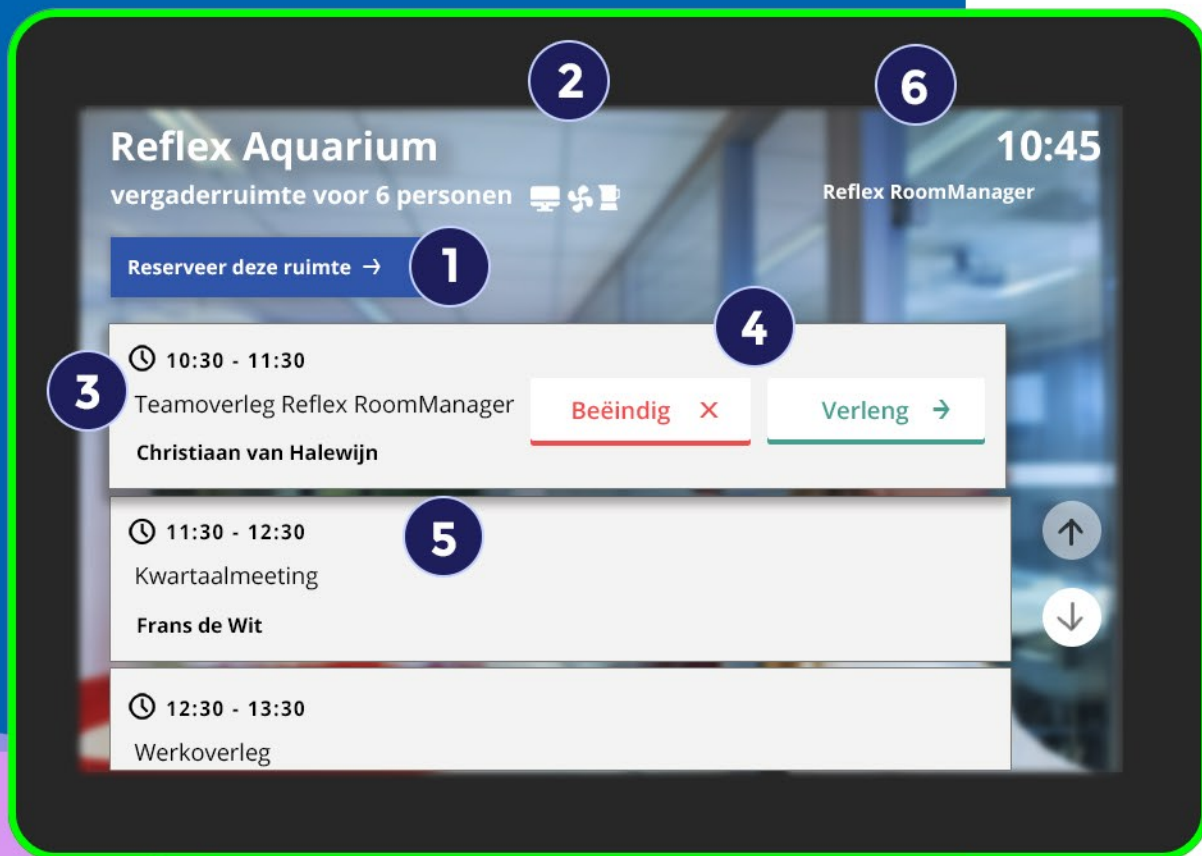 2
6
Reflex Aquarium
10:45
vergaderruimte voor 6 personen
Reflex RoomManager
Reserveer deze ruimte →
1
4
10:30 - 11:30
3
Teamoverleg Reflex RoomManager
Beëindig ×
Verleng →
Christiaan van Halewijn
11:30 - 12:30
5
Kwartaalmeeting
Frans de Wit
12:30 - 13:30
Werkoverleg